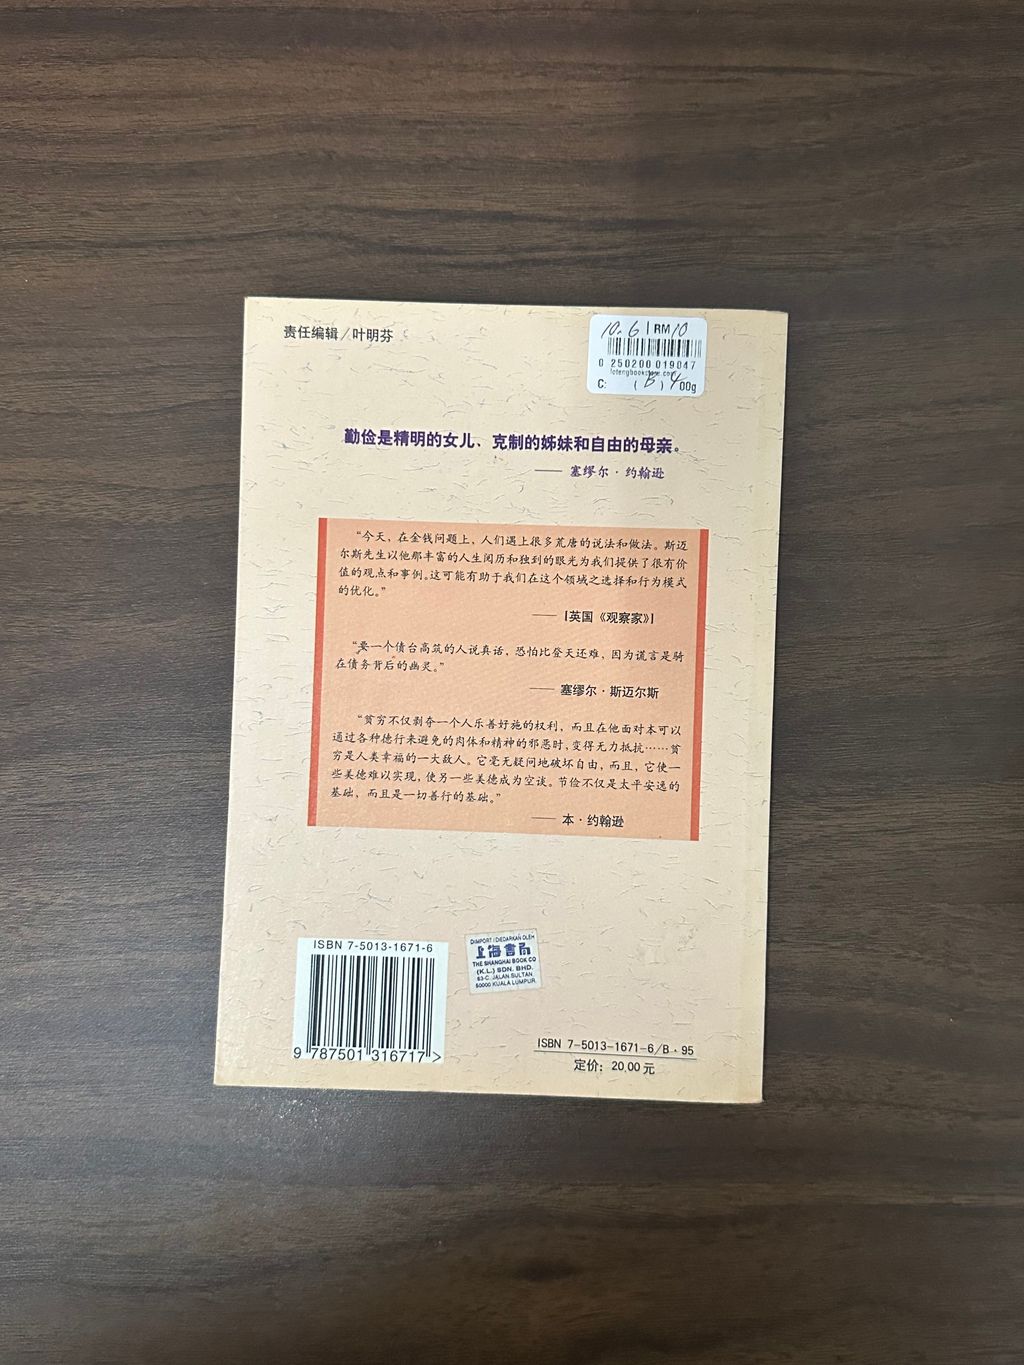 责任编辑／叶明芬
10.6 | RM 10
0 250200 019047
C: (B) 400g
勤俭是精明的女儿、克制的姊妹和自由的母亲。
—— 塞缪尔·约翰逊
“今天，在金钱问题上，人们遇上很多荒唐的说法和做法。斯迈
尔斯先生以他那丰富的人生阅历和独到的眼光为我们提供了很有价
值的观点和事例。这可能有助于我们在这个领域之选择和行为模式
的优化。”
—— [英国《观察家》]
“要一个债台高筑的人说真话，恐怕比登天还难，因为谎言是骑
在债务背后的幽灵。”
—— 塞缪尔·斯迈尔斯
“贫穷不仅剥夺一个人乐善好施的权利，而且在他面对本可以
通过各种德行来避免的肉体和精神的邪恶时，变得无力抵抗……贫
穷是人类幸福的一大敌人。它毫无疑问地破坏自由，而且，它使一
些美德难以实现，使另一些美德成为空谈。节俭不仅是太平安逸的
基础，而且是一切善行的基础。”
—— 本·约翰逊
ISBN 7-5013-1671-6
9 787501 316717 >
DIIMPORT / DIEDARKAN OLEH
上海書局
THE SHANGHAI BOOK CO
(K.L.) SDN. BHD.
63-C, JALAN SULTAN
50000 KUALA LUMPUR
ISBN 7-5013-1671-6/B·95
定价：20.00元